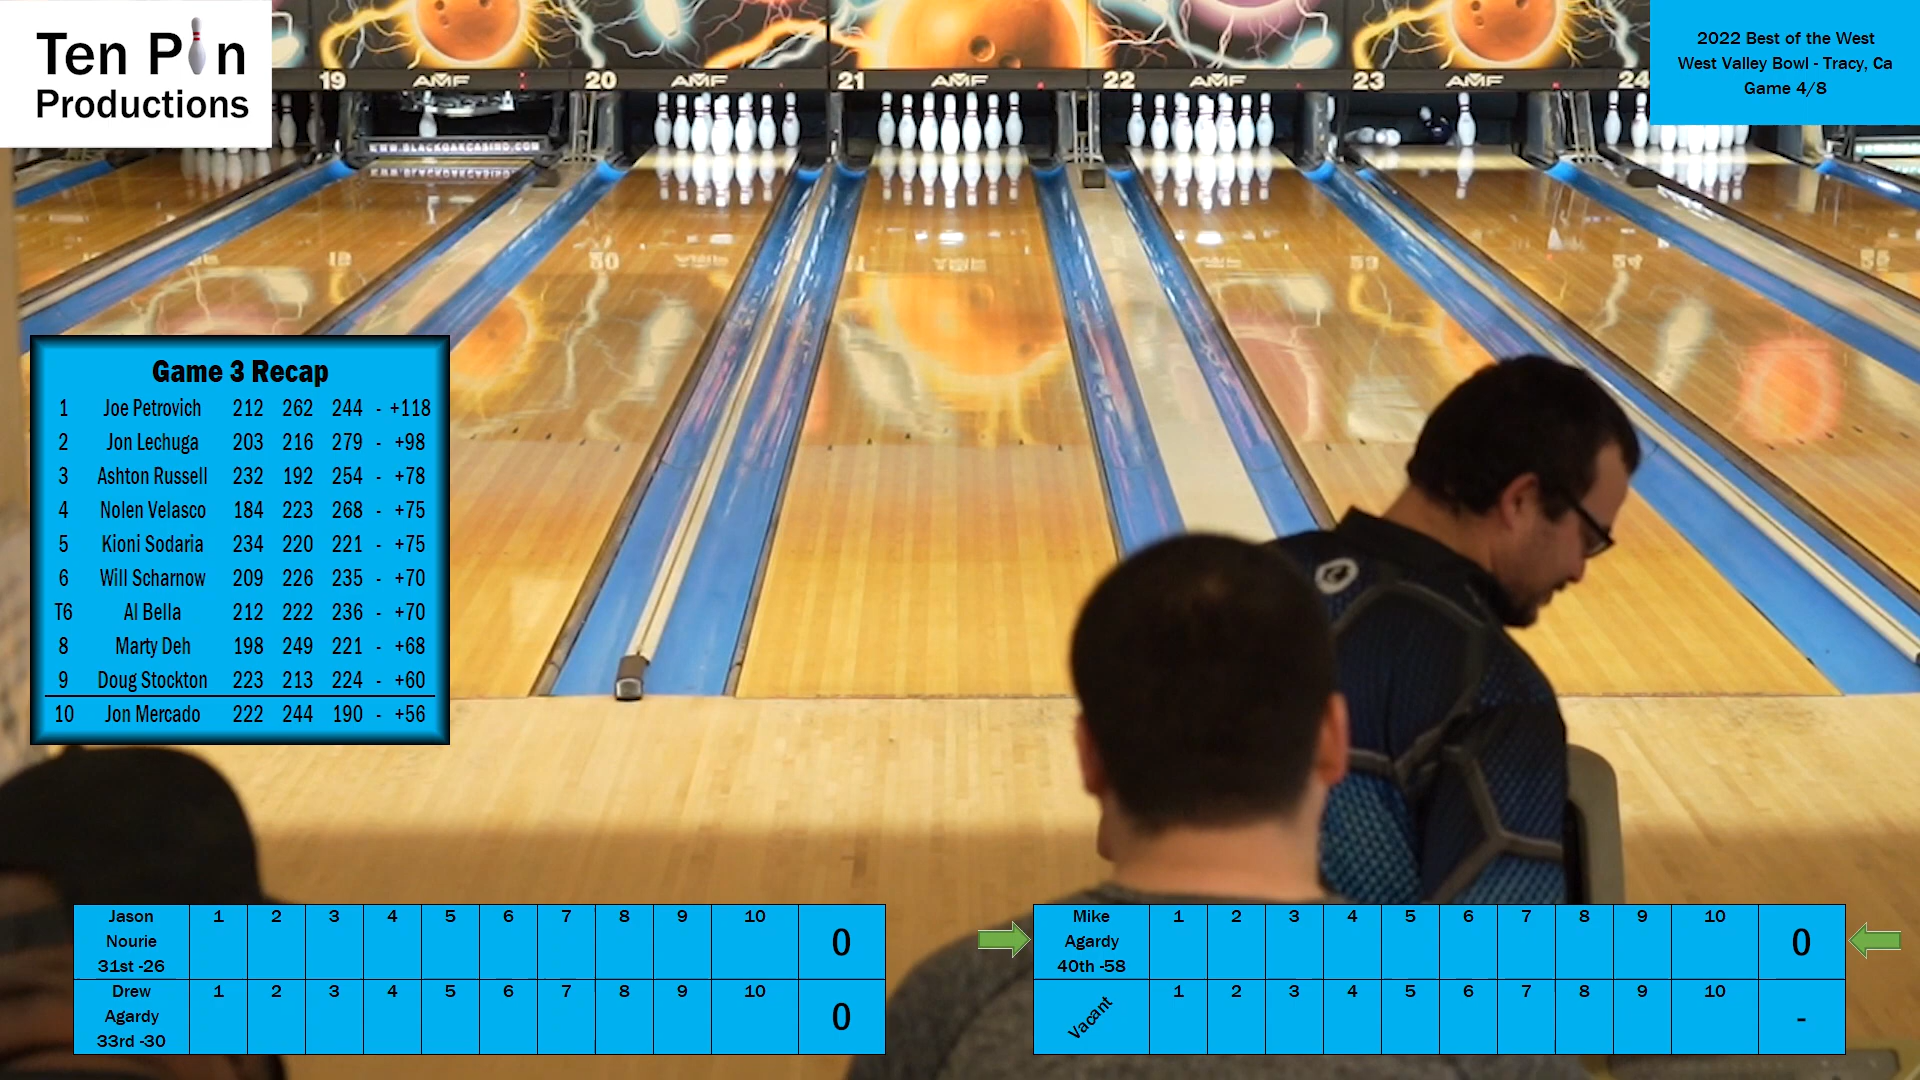 Ten Pin
Productions
2022 Best of the West
West Valley Bowl - Tracy, Ca
Game 4/8
19 AMF 20 AMF 21 AMF 22 AMF 23 AMF 24
WWW.BLACKOAKCASINO.COM
Game 3 Recap
1 Joe Petrovich 212 262 244 - +118
2 Jon Lechuga 203 216 279 - +98
3 Ashton Russell 232 192 254 - +78
4 Nolen Velasco 184 223 268 - +75
5 Kioni Sodaria 234 220 221 - +75
6 Will Scharnow 209 226 235 - +70
T6 Al Bella 212 222 236 - +70
8 Marty Deh 198 249 221 - +68
9 Doug Stockton 223 213 224 - +60
10 Jon Mercado 222 244 190 - +56
Jason
Nourie
31st -26
1 2 3 4 5 6 7 8 9 10
0
Drew
Agardy
33rd -30
1 2 3 4 5 6 7 8 9 10
0
Mike
Agardy
40th -58
1 2 3 4 5 6 7 8 9 10
0
Vacant
1 2 3 4 5 6 7 8 9 10
-